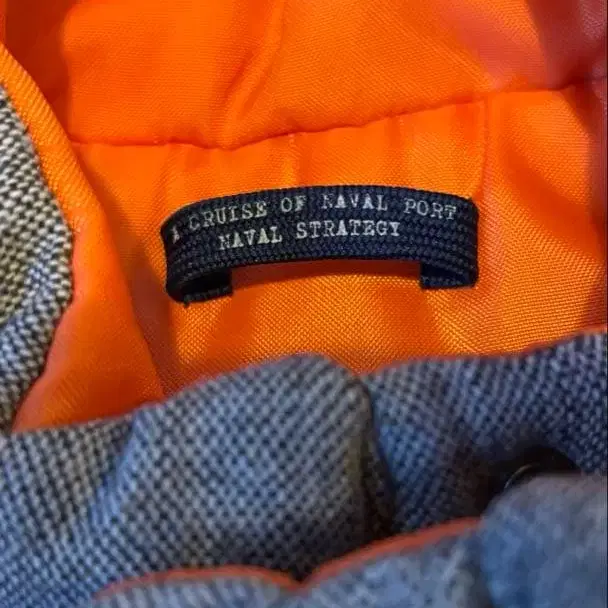 A CRUISE OF NAVAL PORT
NAVAL STRATEGY